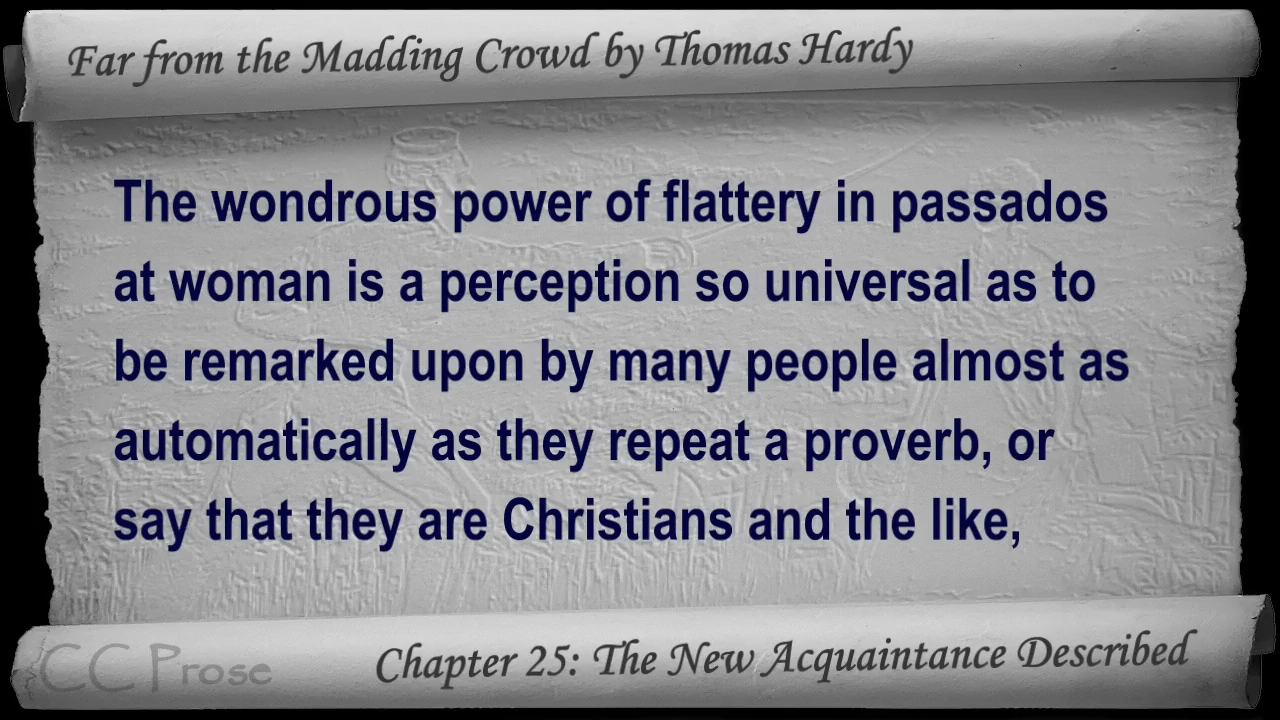 Far from the Madding Crowd by Thomas Hardy
The wondrous power of flattery in passados
at woman is a perception so universal as to
be remarked upon by many people almost as
automatically as they repeat a proverb, or
say that they are Christians and the like,
CC Prose
Chapter 25: The New Acquaintance Described